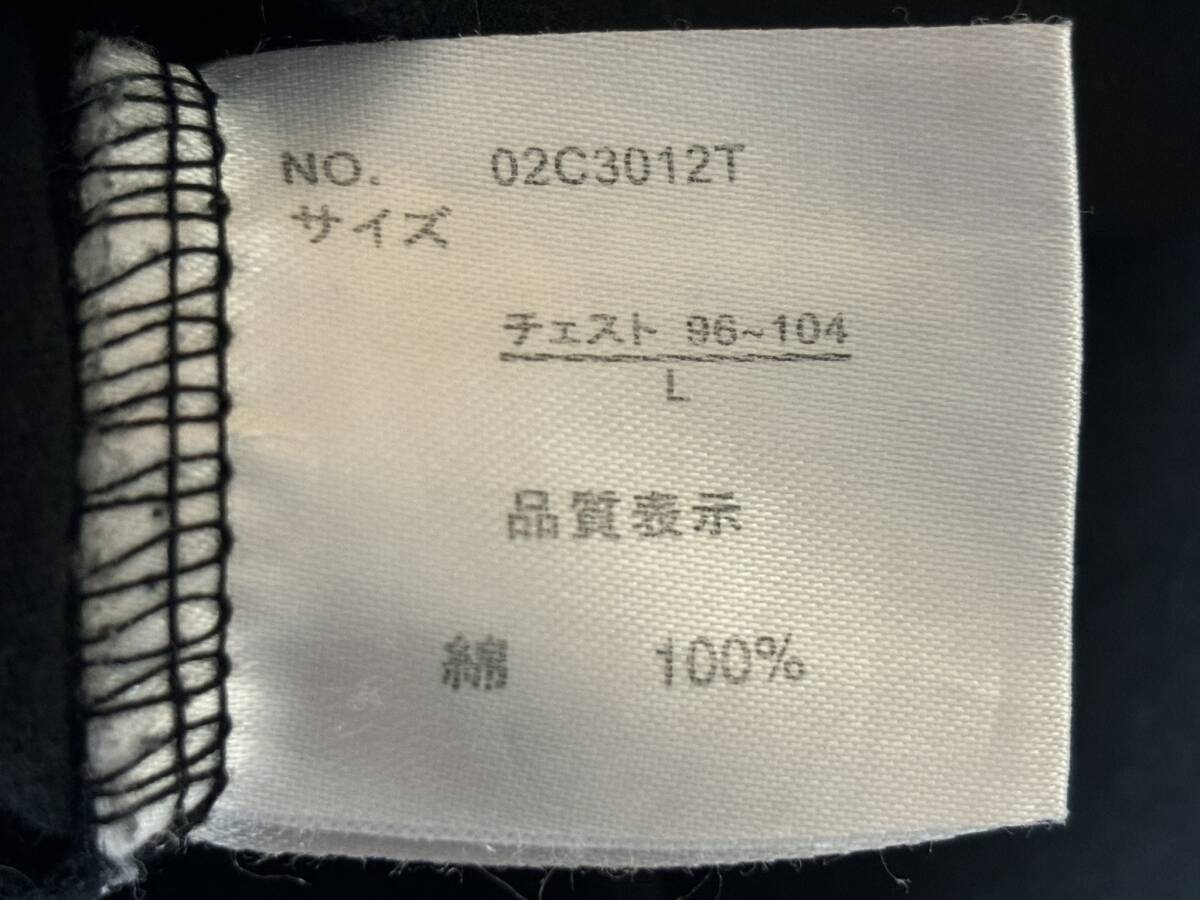 NO. 02C3012T
サイズ
チェスト 96~104
L
品質表示
綿 100%